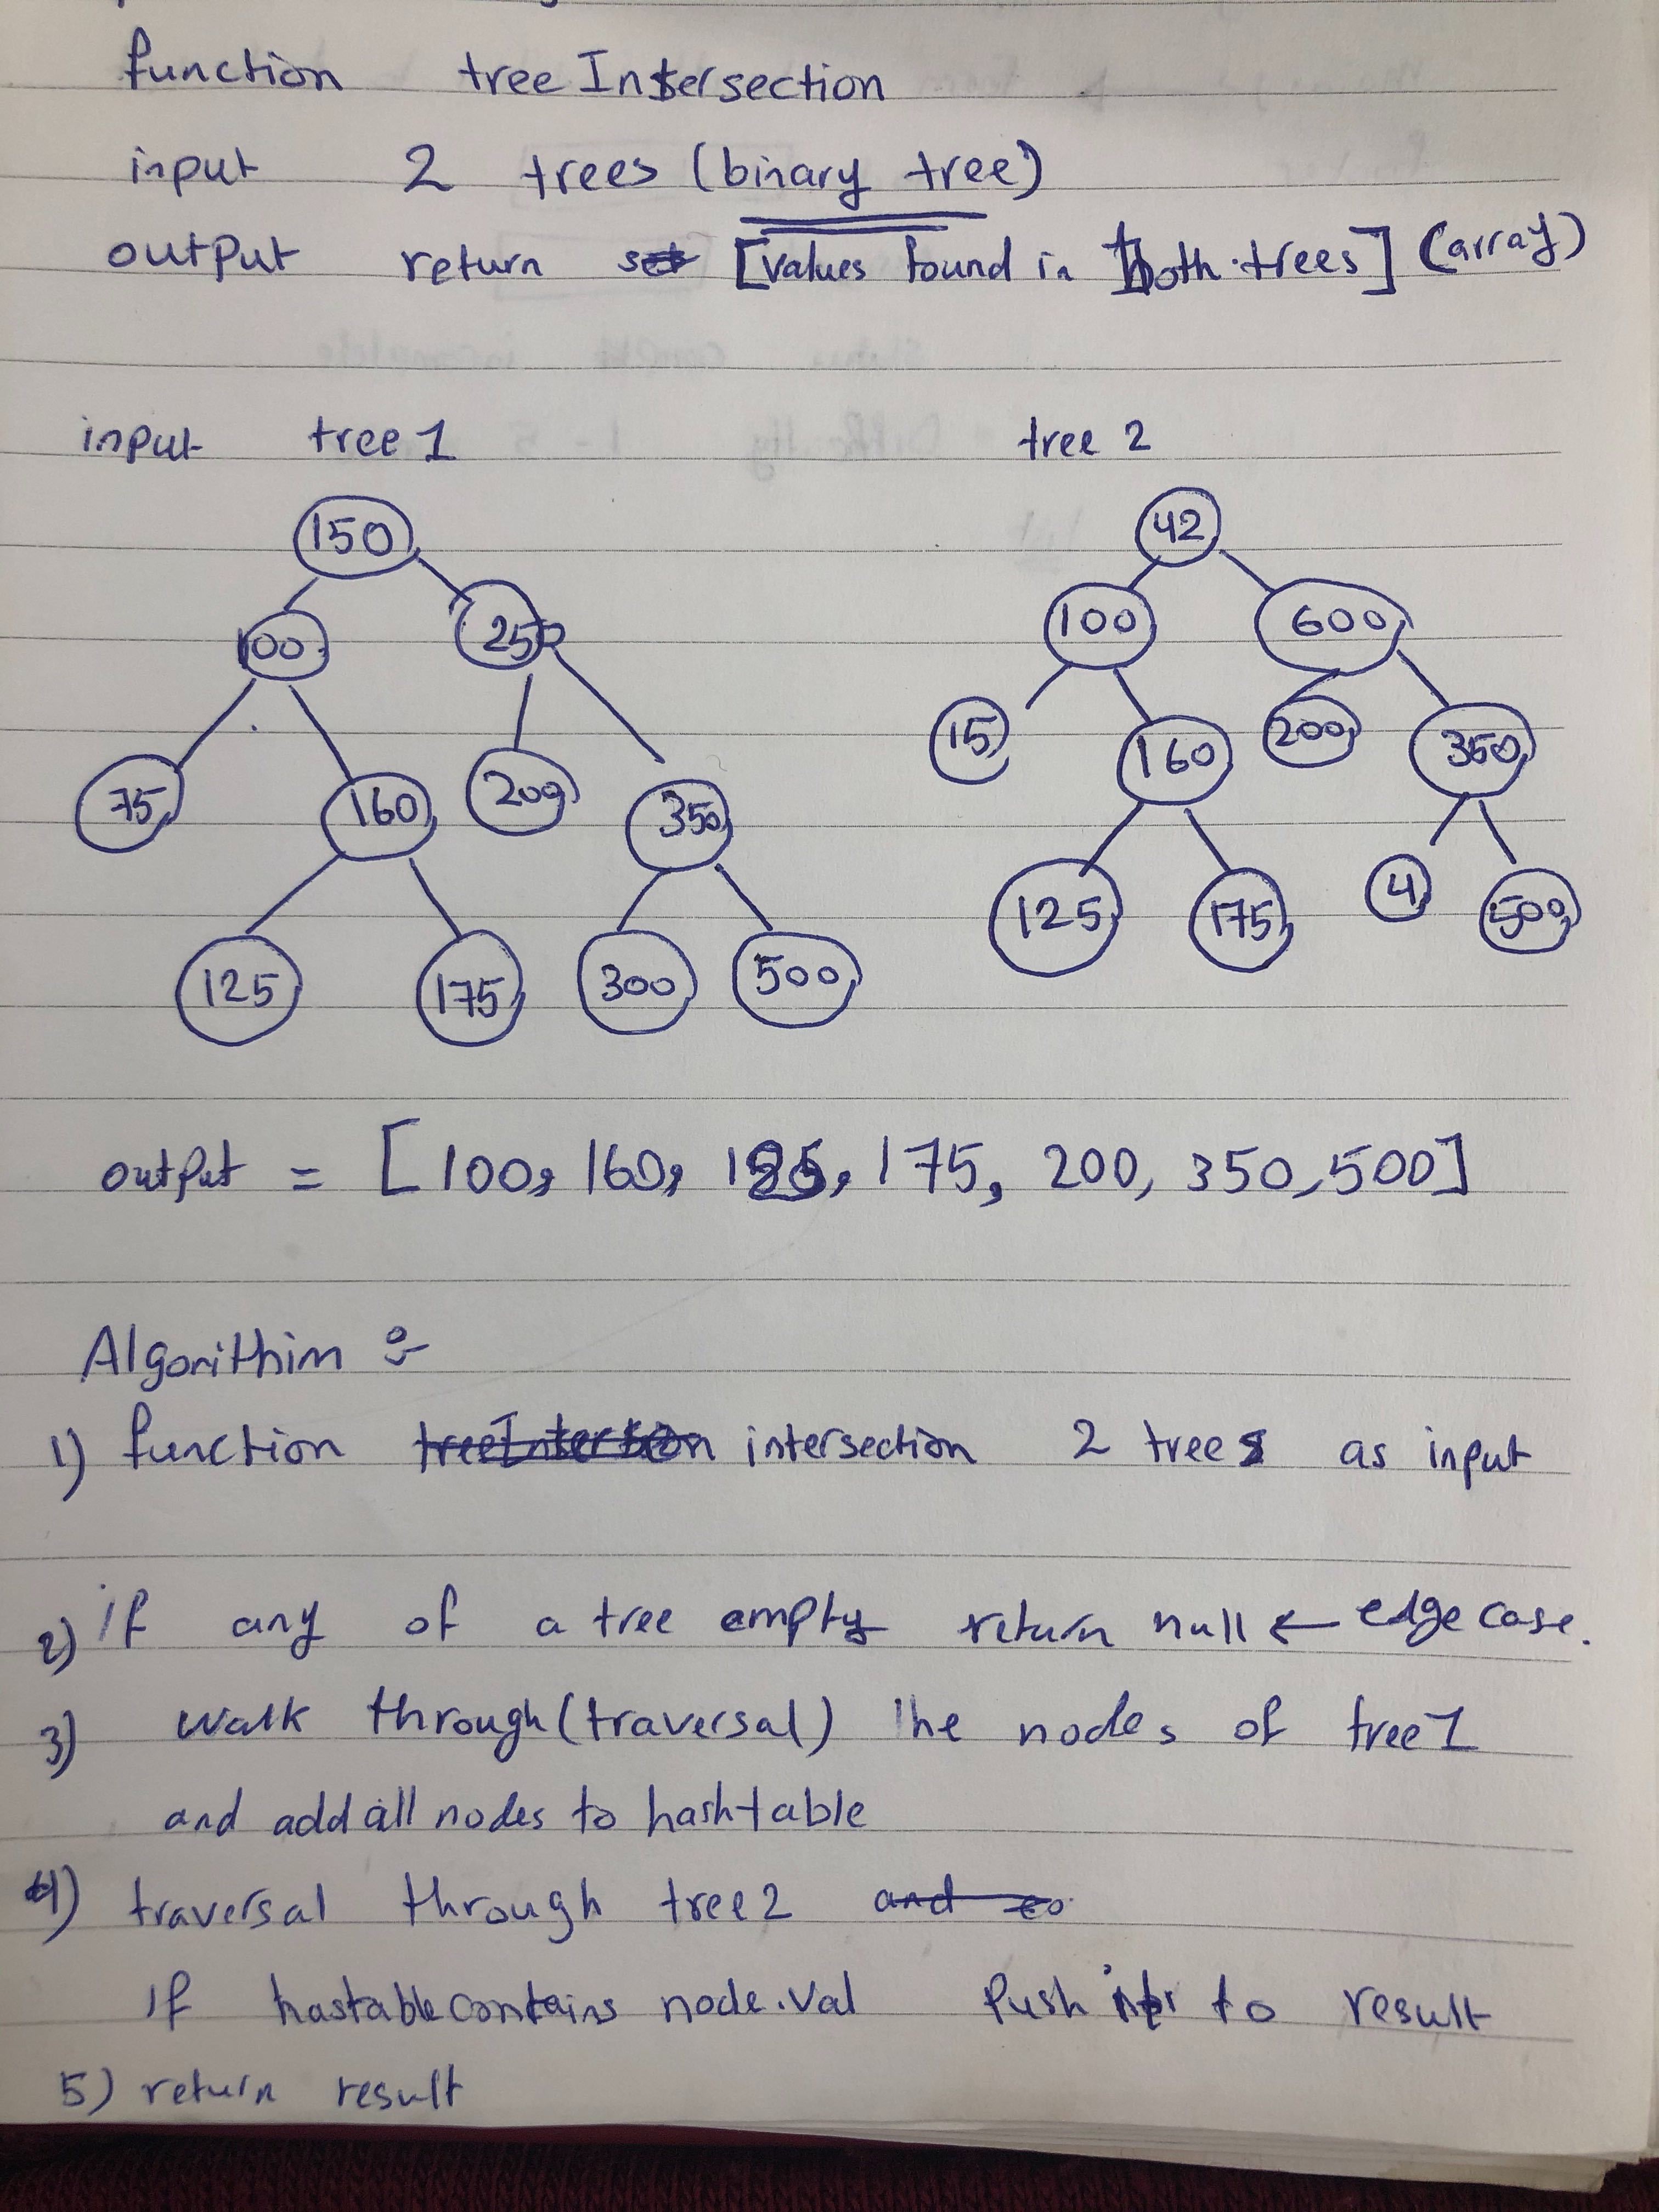 function tree Intersection
input 2 trees (binary tree)
output return set [values found in both trees] (array)
input tree 1 tree 2
150 42
100 250 100 600
75 160 200 350 15 160 200 350
125 175 300 500 125 175 4 500
output = [100, 160, 125, 175, 200, 350, 500]
Algorithim :-
1) function treeIntersection intersection 2 trees as input
2) if any of a tree empty return null ← edge case.
3) walk through (traversal) the nodes of tree 1
and add all nodes to hashtable
4) traversal through tree 2 and
if hastable contains node.val Push to result
5) return result